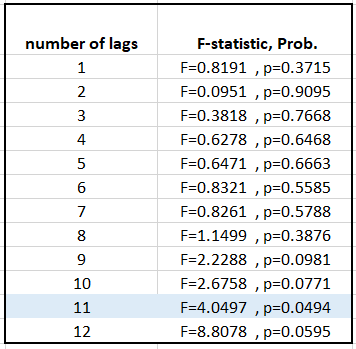 number of lags F-statistic, Prob.
1 F=0.8191 , p=0.3715
2 F=0.0951 , p=0.9095
3 F=0.3818 , p=0.7668
4 F=0.6278 , p=0.6468
5 F=0.6471 , p=0.6663
6 F=0.8321 , p=0.5585
7 F=0.8261 , p=0.5788
8 F=1.1499 , p=0.3876
9 F=2.2288 , p=0.0981
10 F=2.6758 , p=0.0771
11 F=4.0497 , p=0.0494
12 F=8.8078 , p=0.0595